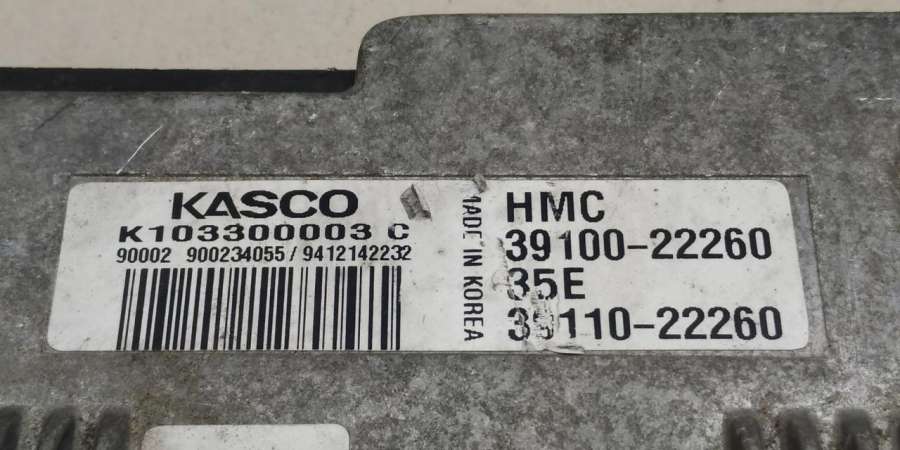 KASCO
K103300003 C
90002 900234055 / 9412142232
MADE IN KOREA
HMC
39100-22260
35E
39110-22260